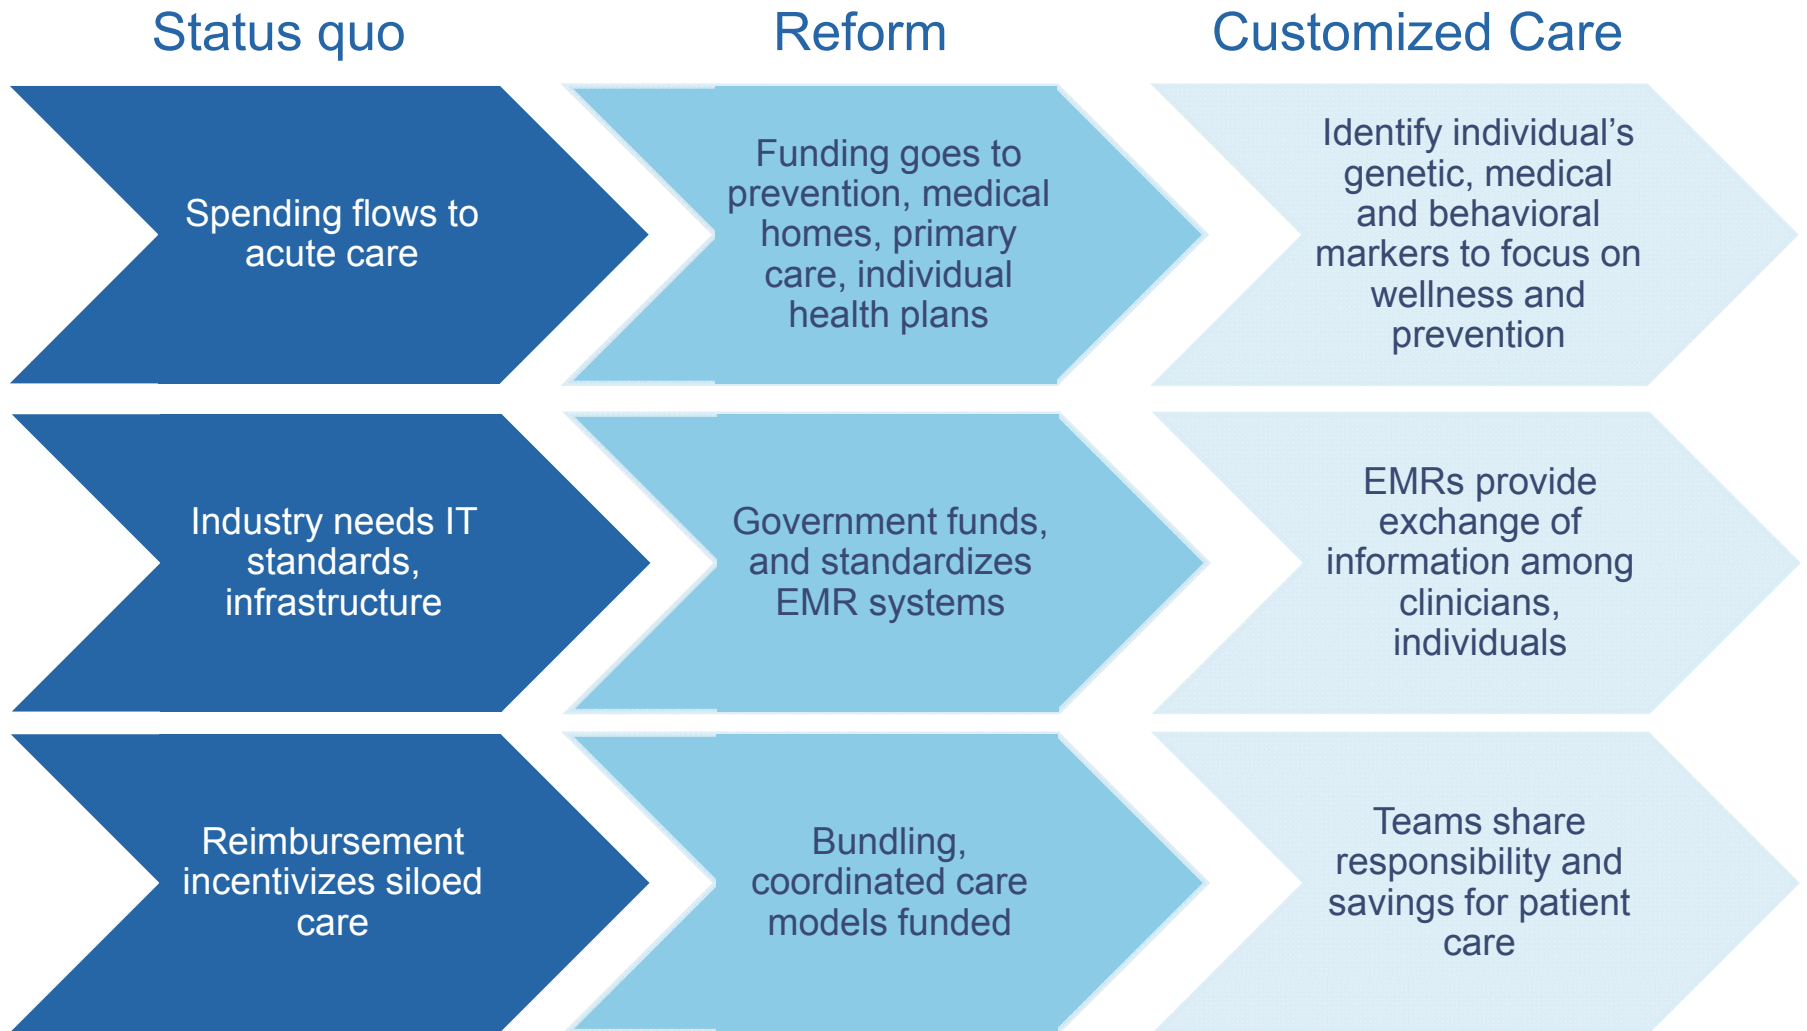 Status quo
Reform
Customized Care
Spending flows to
acute care
Funding goes to
prevention, medical
homes, primary
care, individual
health plans
Identify individual’s
genetic, medical
and behavioral
markers to focus on
wellness and
prevention
Industry needs IT
standards,
infrastructure
Government funds,
and standardizes
EMR systems
EMRs provide
exchange of
information among
clinicians,
individuals
Reimbursement
incentivizes siloed
care
Bundling,
coordinated care
models funded
Teams share
responsibility and
savings for patient
care